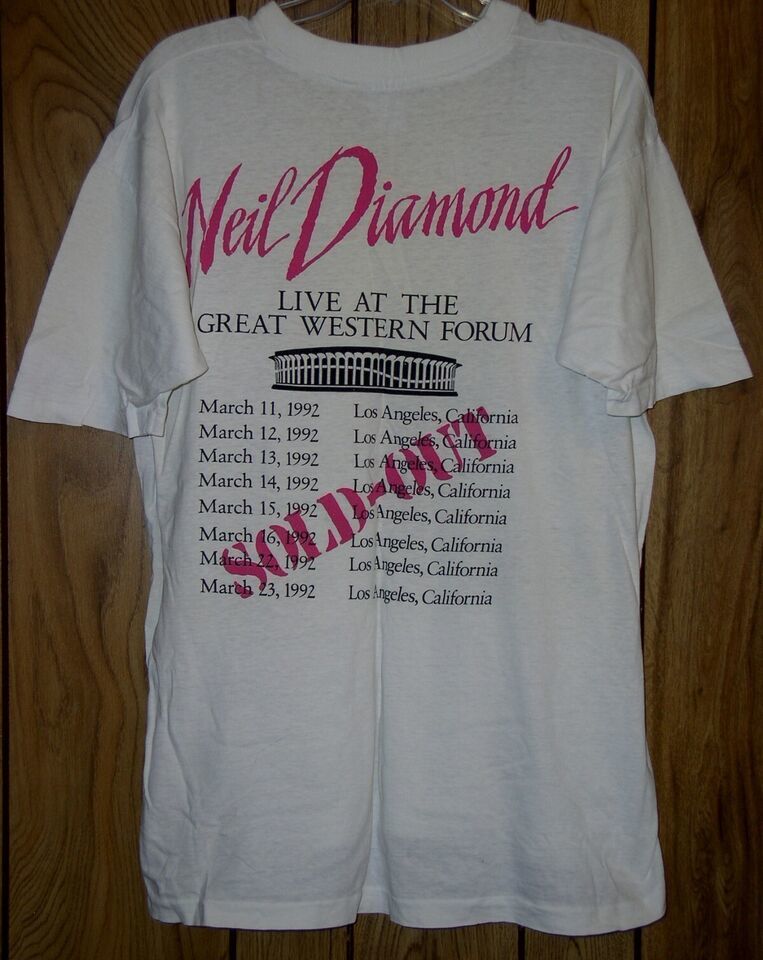 Neil Diamond
LIVE AT THE
GREAT WESTERN FORUM
March 11, 1992 Los Angeles, California
March 12, 1992 Los Angeles, California
March 13, 1992 Los Angeles, California
March 14, 1992 Los Angeles, California
March 15, 1992 Los Angeles, California
March 16, 1992 Los Angeles, California
March 22, 1992 Los Angeles, California
March 23, 1992 Los Angeles, California
SOLD-OUT